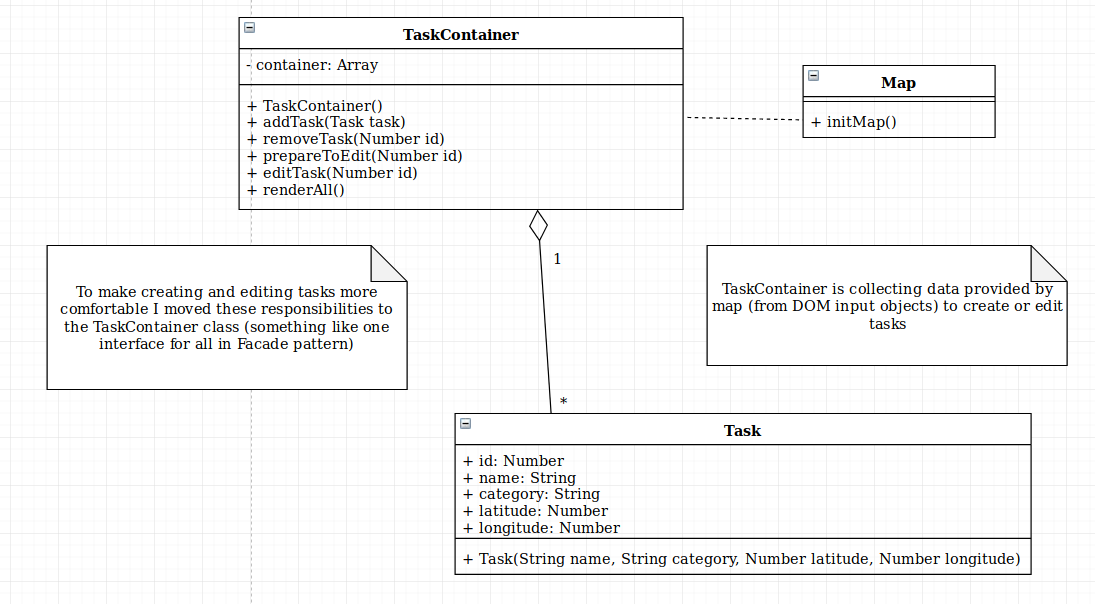 TaskContainer
- container: Array
+ TaskContainer()
+ addTask(Task task)
+ removeTask(Number id)
+ prepareToEdit(Number id)
+ editTask(Number id)
+ renderAll()
Map
+ initMap()
To make creating and editing tasks more
comfortable I moved these responsibilities to
the TaskContainer class (something like one
interface for all in Facade pattern)
1
TaskContainer is collecting data provided by
map (from DOM input objects) to create or edit
tasks
*
Task
+ id: Number
+ name: String
+ category: String
+ latitude: Number
+ longitude: Number
+ Task(String name, String category, Number latitude, Number longitude)